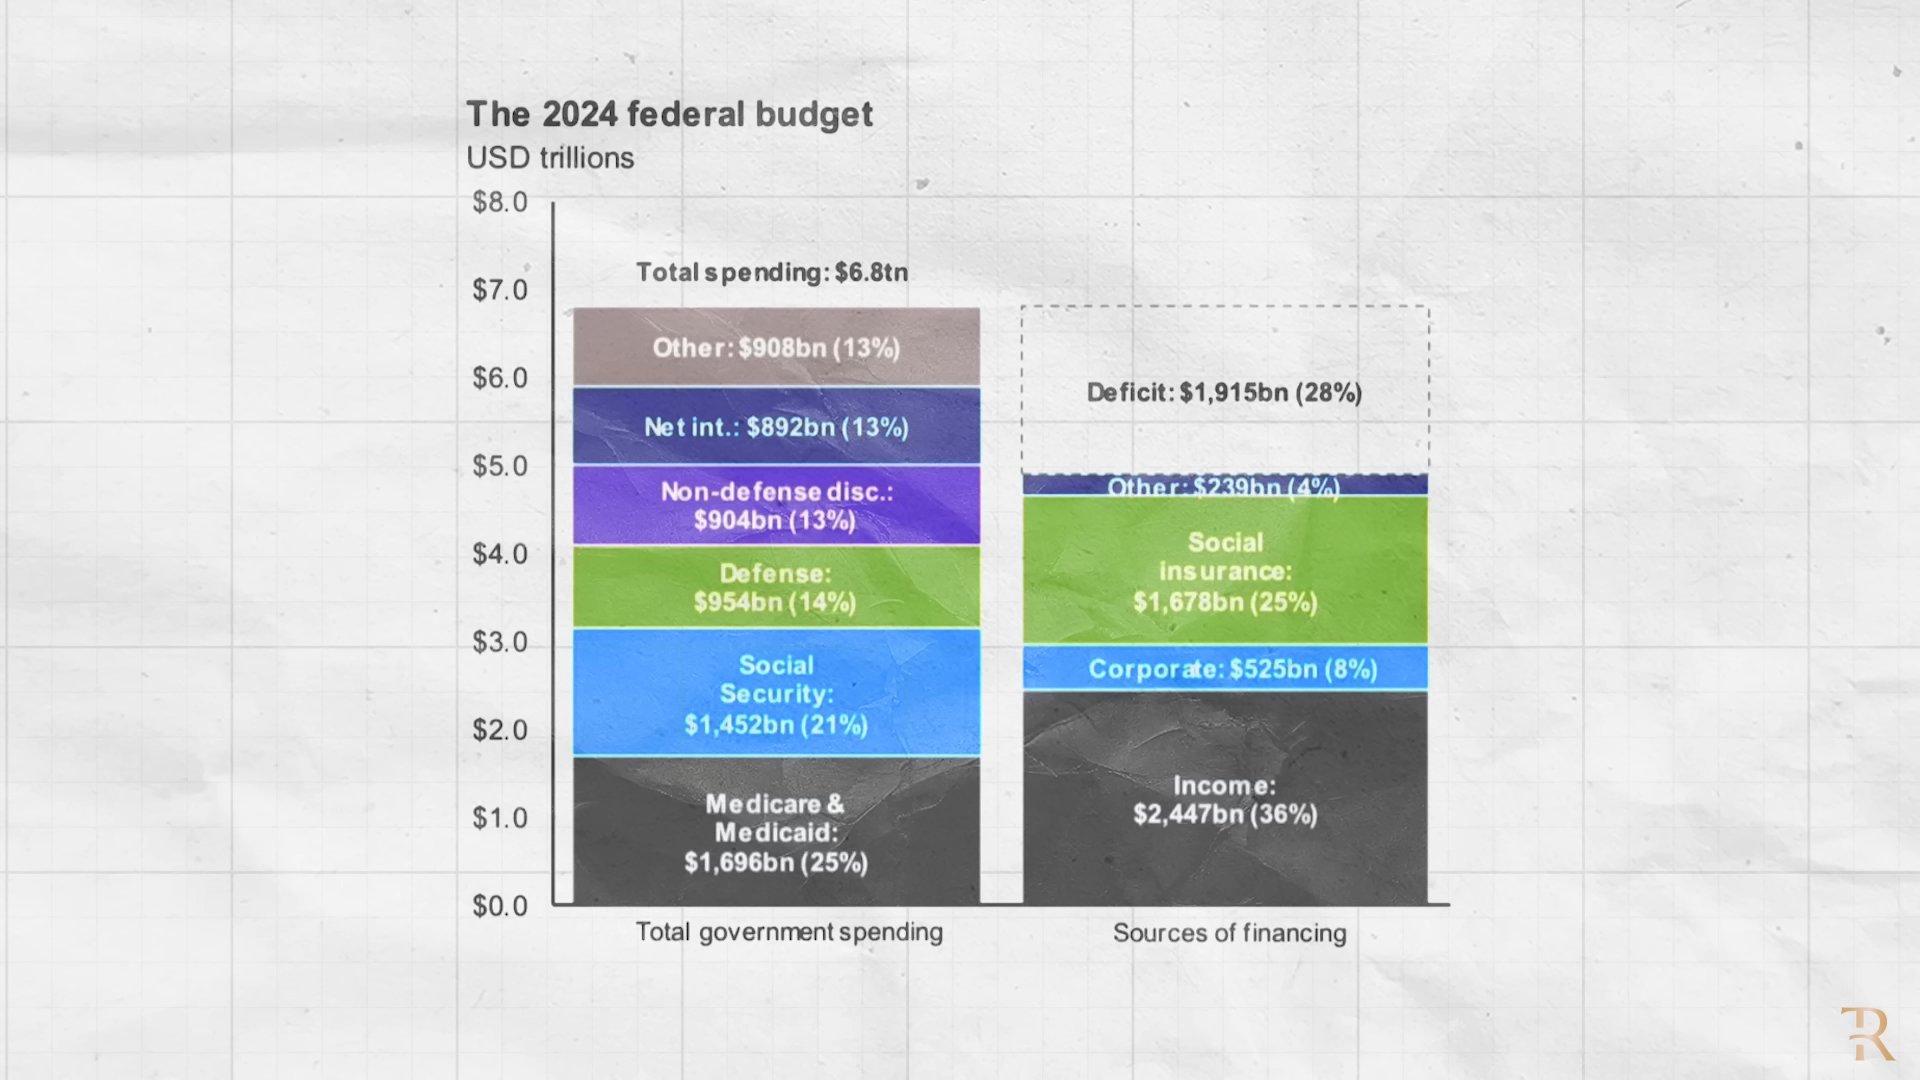 The 2024 federal budget
USD trillions
$8.0
$7.0
$6.0
$5.0
$4.0
$3.0
$2.0
$1.0
$0.0
Total spending: $6.8tn
Other: $908bn (13%)
Net int.: $892bn (13%)
Non-defense disc.:
$904bn (13%)
Defense:
$954bn (14%)
Social
Security:
$1,452bn (21%)
Medicare &
Medicaid:
$1,696bn (25%)
Total government spending
Deficit: $1,915bn (28%)
Other: $239bn (4%)
Social
insurance:
$1,678bn (25%)
Corporate: $525bn (8%)
Income:
$2,447bn (36%)
Sources of financing